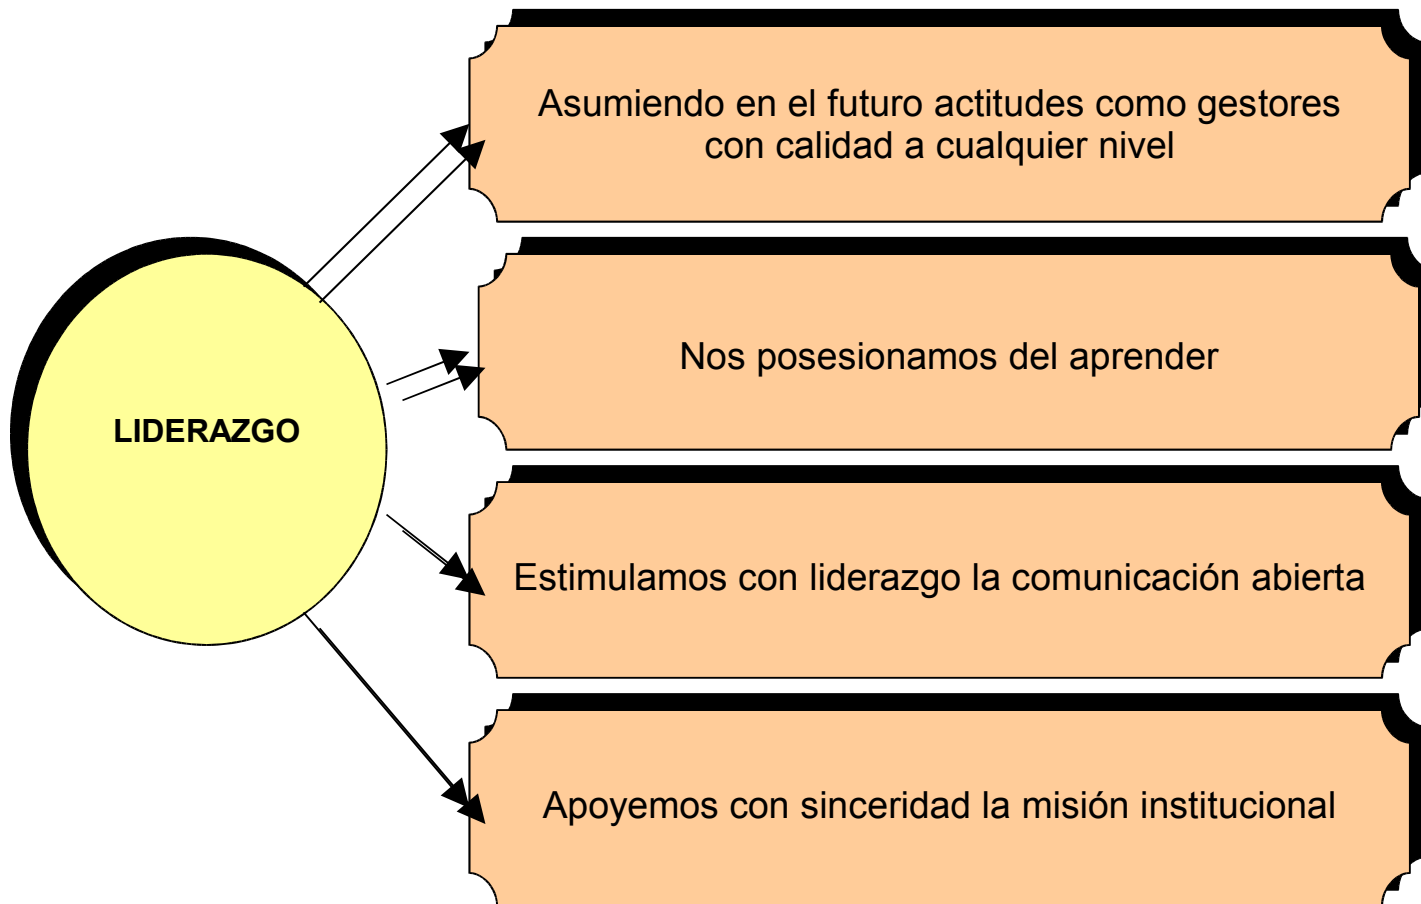 LIDERAZGO
Asumiendo en el futuro actitudes como gestores
con calidad a cualquier nivel
Nos posesionamos del aprender
Estimulamos con liderazgo la comunicación abierta
Apoyemos con sinceridad la misión institucional